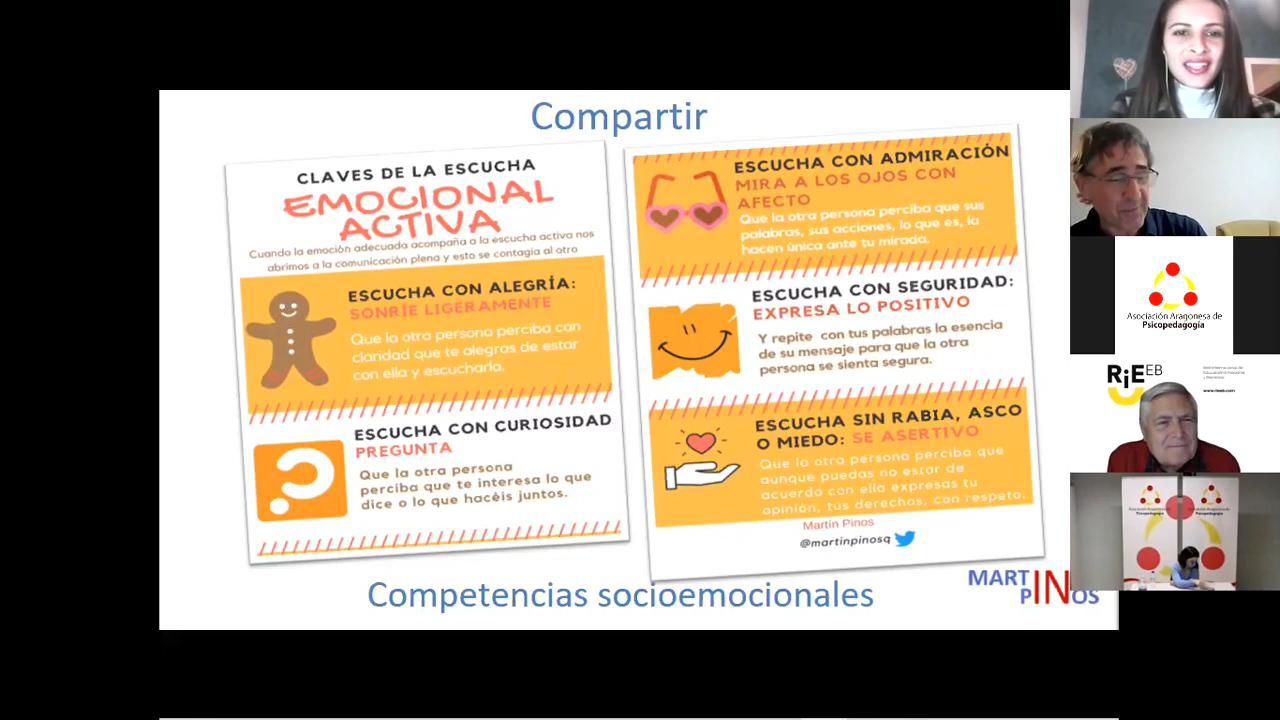 Compartir
CLAVES DE LA ESCUCHA
EMOCIONAL
ACTIVA
Cuando la emoción adecuada acompaña a la escucha activa nos
abrimos a la comunicación plena y esto se contagia al otro
ESCUCHA CON ALEGRÍA:
SONRÍE LIGERAMENTE
Que la otra persona perciba con
claridad que te alegras de estar
con ella y escucharla.
ESCUCHA CON CURIOSIDAD
PREGUNTA
Que la otra persona
perciba que te interesa lo que
dice o lo que hacéis juntos.
ESCUCHA CON ADMIRACIÓN
MIRA A LOS OJOS CON
AFECTO
Que la otra persona perciba que sus
palabras, sus acciones, lo que es, la
hacen única ante tu mirada.
ESCUCHA CON SEGURIDAD:
EXPRESA LO POSITIVO
Y repite con tus palabras la esencia
de su mensaje para que la otra
persona se sienta segura.
ESCUCHA SIN RABIA, ASCO
O MIEDO: SE ASERTIVO
Que la otra persona perciba que
aunque puedas no estar de
acuerdo con ella expresas tu
opinión, tus derechos, con respeto.
Martín Pinos
@martinpinosq
Competencias socioemocionales
MARTIN
PINOS
Asociación Aragonesa de
Psicopedagogía
RiEEB
www.rieeb.com